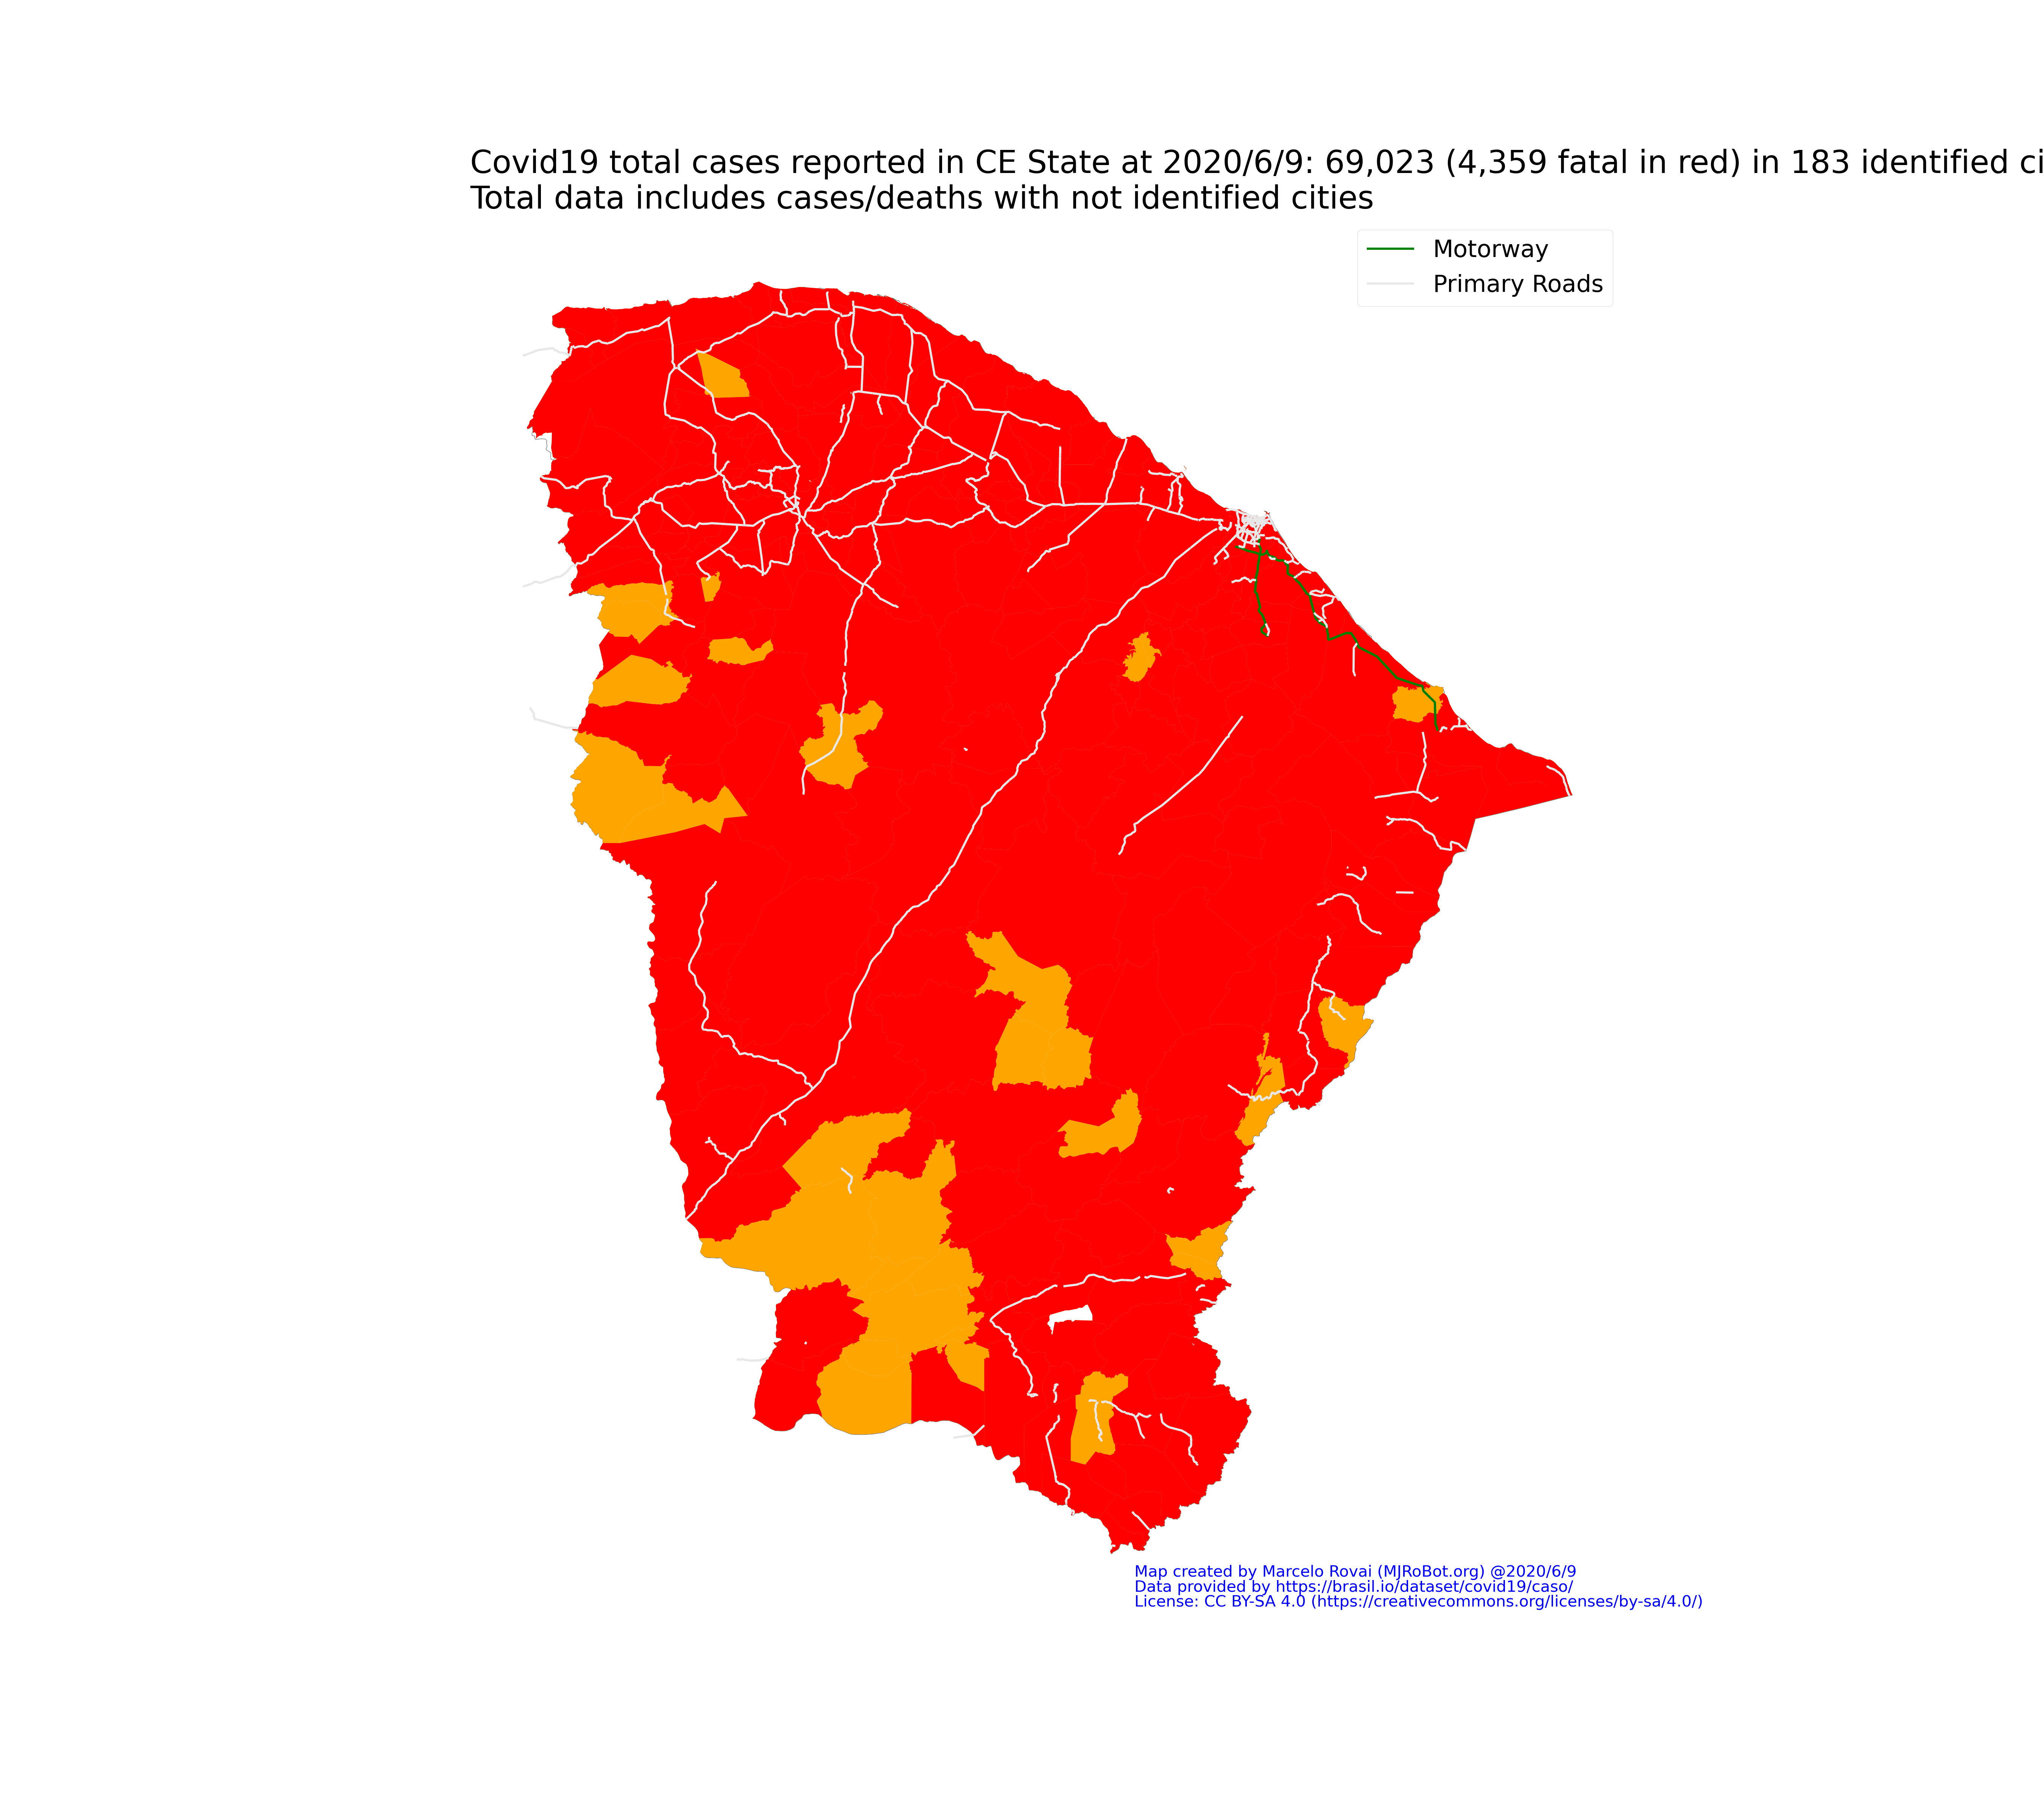 Covid19 total cases reported in CE State at 2020/6/9: 69,023 (4,359 fatal in red) in 183 identified ci
Total data includes cases/deaths with not identified cities
Motorway
Primary Roads
Map created by Marcelo Rovai (MJRoBot.org) @2020/6/9
Data provided by https://brasil.io/dataset/covid19/caso/
License: CC BY-SA 4.0 (https://creativecommons.org/licenses/by-sa/4.0/)